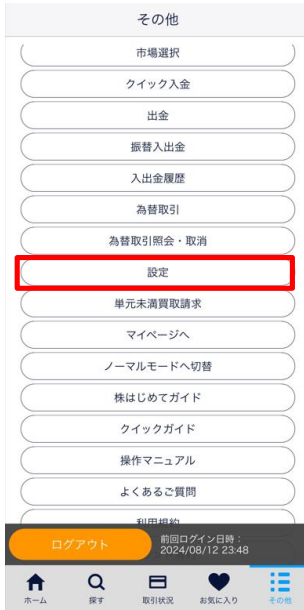 その他
市場選択
クイック入金
出金
振替入出金
入出金履歴
為替取引
為替取引照会・取消
設定
単元未満買取請求
マイページへ
ノーマルモードへ切替
株はじめてガイド
クイックガイド
操作マニュアル
よくあるご質問
利用規約
ログアウト
前回ログイン日時：
2024/08/12 23:48
ホーム
探す
取引状況
お気に入り
その他